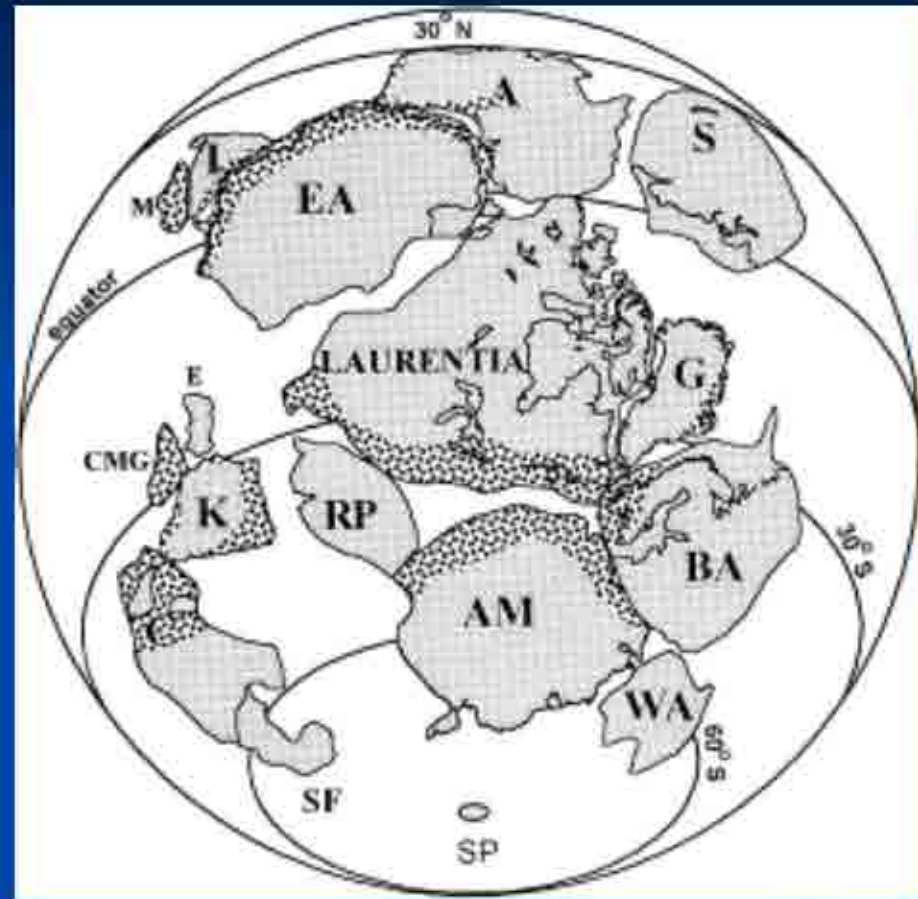 30° N
A
S
I
M
EA
equator
LAURENTIA
E
G
CMG
K
RP
30° S
BA
AM
WA
60° S
SF
SP